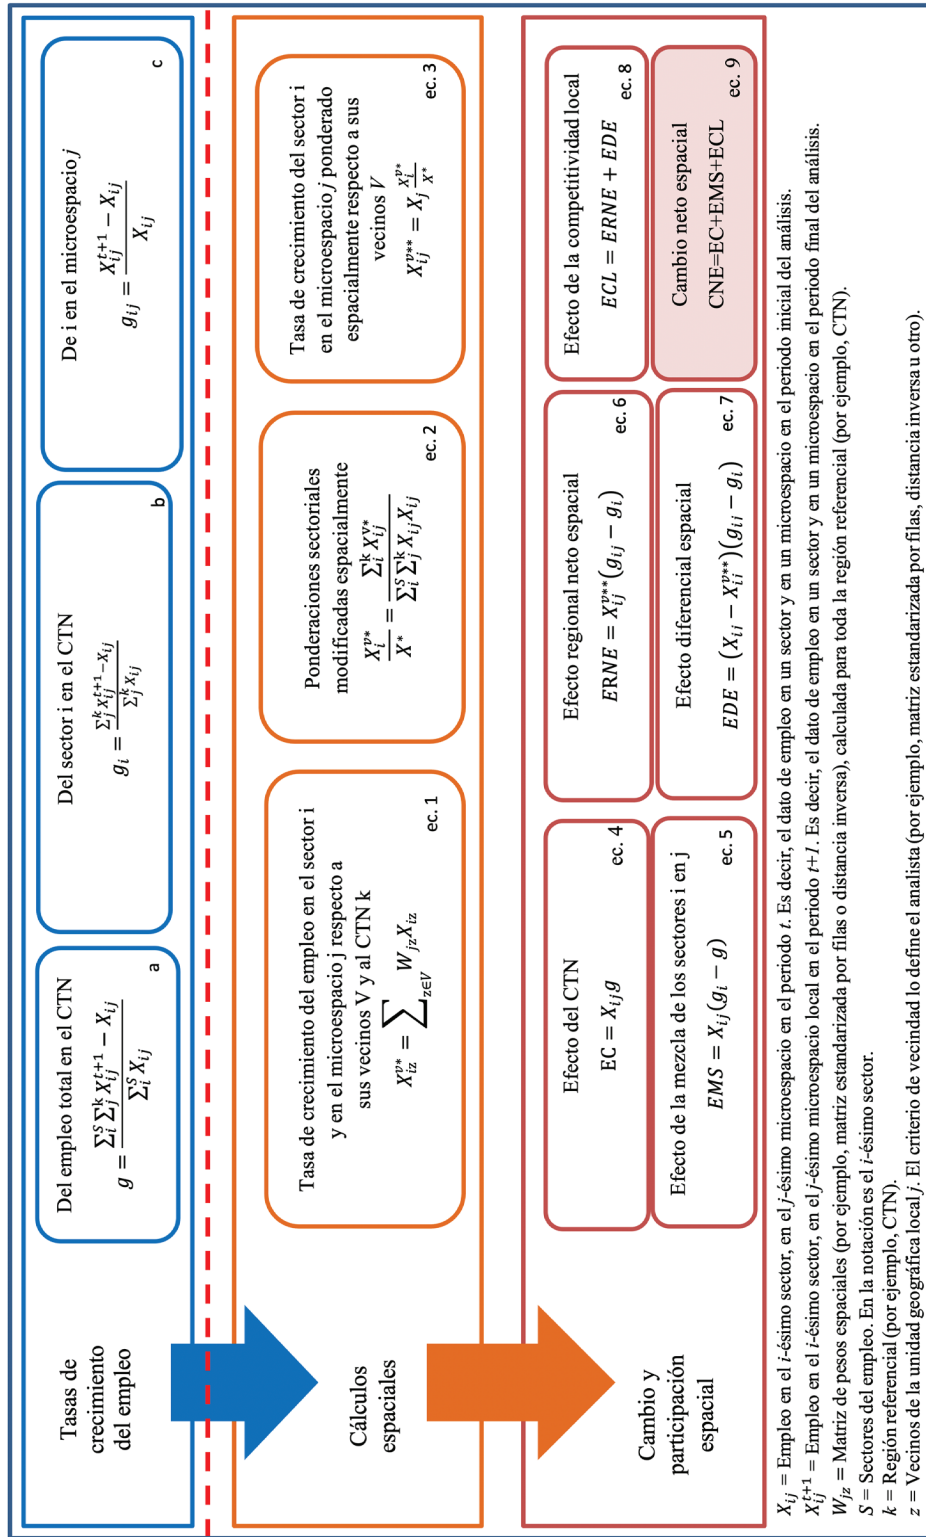 Tasas de
crecimiento
del empleo
Del empleo total en el CTN
g = \frac{\sum_i^S \sum_j^k X_{ij}^{t+1} - X_{ij}}{\sum_i^S X_{ij}}
a
Del sector i en el CTN
g_i = \frac{\sum_j^k X_{ij}^{t+1} - X_{ij}}{\sum_j^k X_{ij}}
b
De i en el microespacio j
g_{ij} = \frac{X_{ij}^{t+1} - X_{ij}}{X_{ij}}
c
Cálculos
espaciales
Tasa de crecimiento del empleo en el sector i
y en el microespacio j respecto a
sus vecinos V y al CTN k
X_{iz}^{v*} = \sum_{z∈V} W_{jz} X_{iz}
ec. 1
Ponderaciones sectoriales
modificadas espacialmente
\frac{X_i^{v*}}{X^*} = \frac{\sum_i^k X_{ij}^{v*}}{\sum_i^S \sum_j^k X_{ij} X_{ij}}
ec. 2
Tasa de crecimiento del sector i
en el microespacio j ponderado
espacialmente respecto a sus
vecinos V
X_{ij}^{v**} = X_j \frac{X_i^{v*}}{X^*}
ec. 3
Cambio y
participación
espacial
Efecto del CTN
EC = X_{ij} g
ec. 4
Efecto de la mezcla de los sectores i en j
EMS = X_{ij}(g_i − g)
ec. 5
Efecto regional neto espacial
ERNE = X_{ij}^{v**}(g_{ij} − g_i)
ec. 6
Efecto diferencial espacial
EDE = (X_{ij} − X_{ij}^{v**})(g_{ij} − g_i)
ec. 7
Efecto de la competitividad local
ECL = ERNE + EDE
ec. 8
Cambio neto espacial
CNE=EC+EMS+ECL
ec. 9
X_{ij} = Empleo en el i-ésimo sector, en el j-ésimo microespacio en el periodo t. Es decir, el dato de empleo en un sector y en un microespacio en el periodo inicial del análisis.
X_{ij}^{t+1} = Empleo en el i-ésimo sector, en el j-ésimo microespacio local en el periodo t+1. Es decir, el dato de empleo en un sector y en un microespacio en el periodo final del análisis.
W_{jz} = Matriz de pesos espaciales (por ejemplo, matriz estandarizada por filas o distancia inversa), calculada para toda la región referencial (por ejemplo, CTN).
S = Sectores del empleo. En la notación es el i-ésimo sector.
k = Región referencial (por ejemplo, CTN).
z = Vecinos de la unidad geográfica local j. El criterio de vecindad lo define el analista (por ejemplo, matriz estandarizada por filas, distancia inversa u otro).